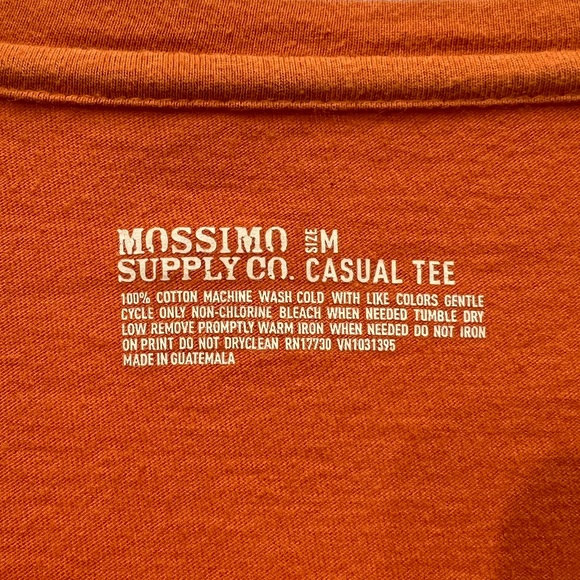 MOSSIMO SIZE M
SUPPLY CO. CASUAL TEE
100% COTTON MACHINE WASH COLD WITH LIKE COLORS GENTLE
CYCLE ONLY NON-CHLORINE BLEACH WHEN NEEDED TUMBLE DRY
LOW REMOVE PROMPTLY WARM IRON WHEN NEEDED DO NOT IRON
ON PRINT DO NOT DRYCLEAN RN17730 VN1031395
MADE IN GUATEMALA